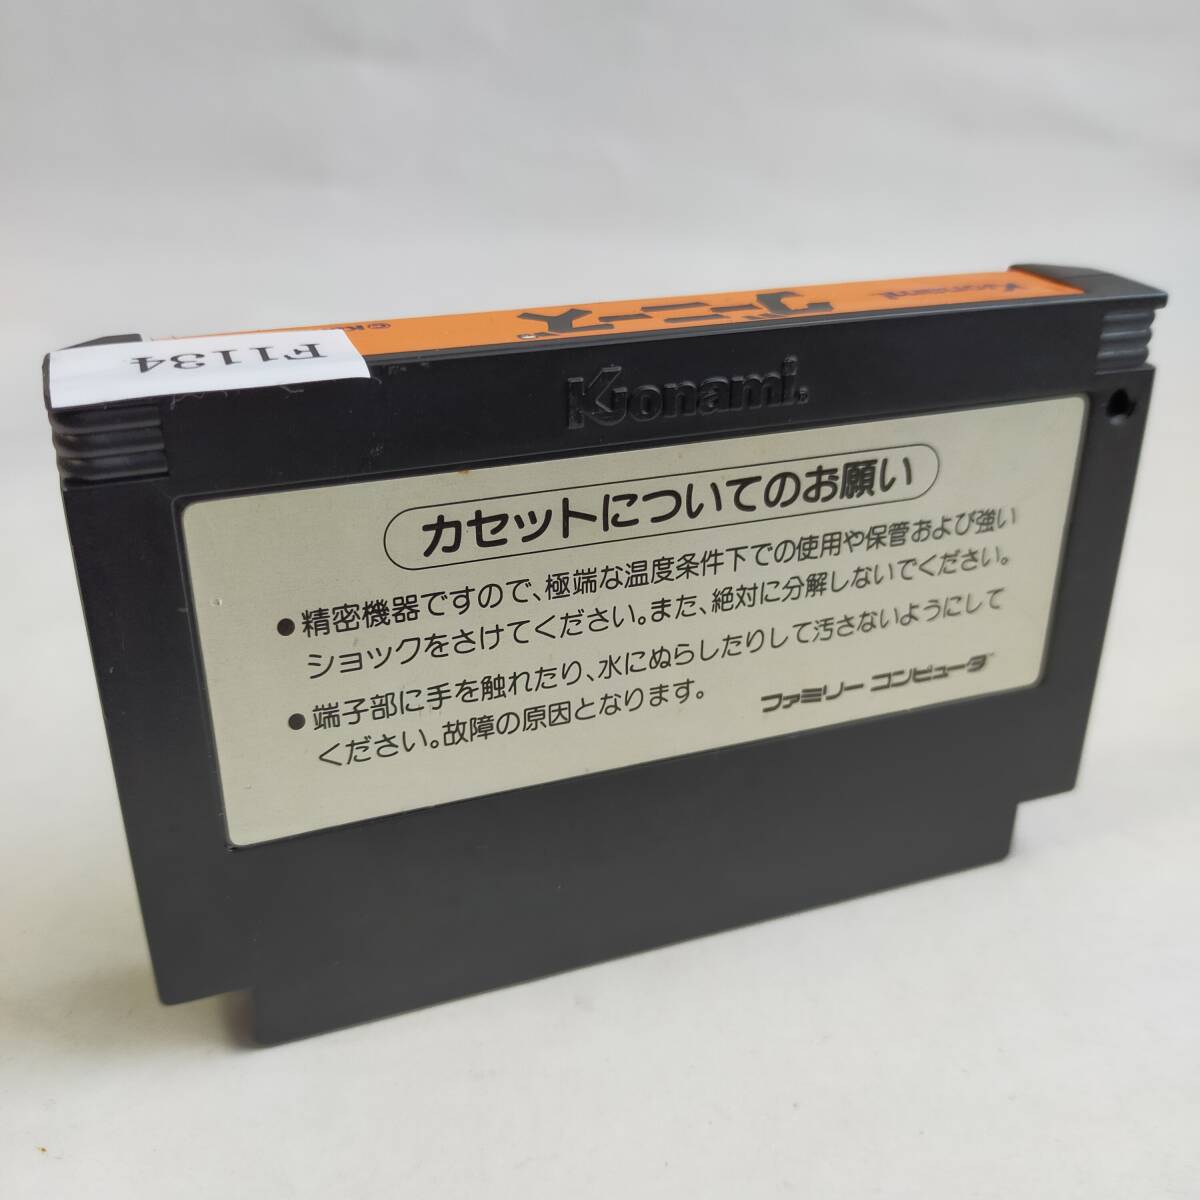 Konami
グーニーズ
©K
F1134
Konami.
カセットについてのお願い
●精密機器ですので、極端な温度条件下での使用や保管および強い
ショックをさけてください。また、絶対に分解しないでください。
●端子部に手を触れたり、水にぬらしたりして汚さないようにして
ください。故障の原因となります。
ファミリーコンピュータ™